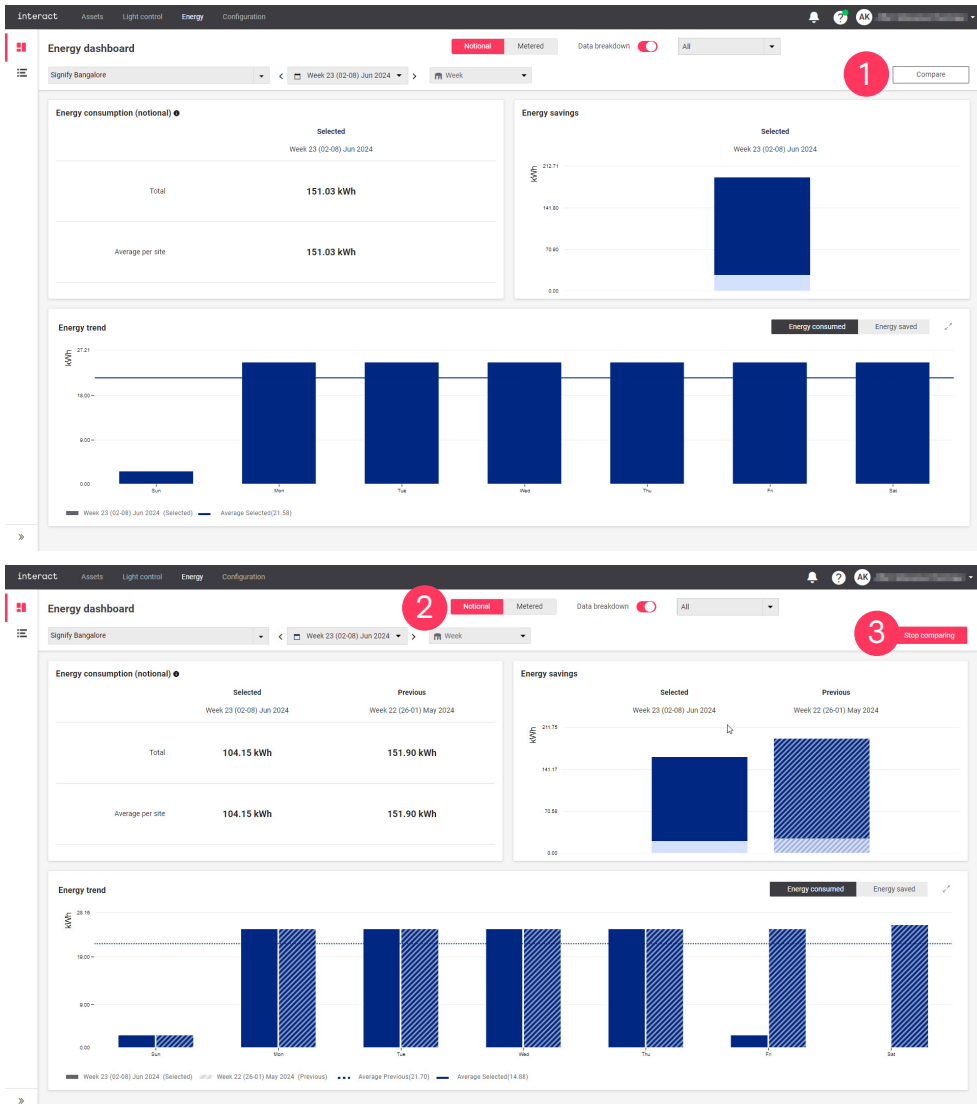 interact Assets Light control Energy Configuration ? AK
Energy dashboard Notional Metered Data breakdown All
Signify Bangalore Week 23 (02-08) Jun 2024 Week 1 Compare
Energy consumption (notional) Energy savings
Selected Selected
Week 23 (02-08) Jun 2024 Week 23 (02-08) Jun 2024
kWh 212.71
Total 151.03 kWh
141.80
Average per site 151.03 kWh
70.90
0.00
Energy trend Energy consumed Energy saved
kWh 27.21
18.00
9.00
0.00
Sun Mon Tue Wed Thu Fri Sat
Week 23 (02-08) Jun 2024 (Selected) Average Selected(21.58)
interact Assets Light control Energy Configuration ? AK
Energy dashboard 2 Notional Metered Data breakdown All
Signify Bangalore Week 23 (02-08) Jun 2024 Week 3 Stop comparing
Energy consumption (notional) Energy savings
Selected Previous Selected Previous
Week 23 (02-08) Jun 2024 Week 22 (26-01) May 2024 Week 23 (02-08) Jun 2024 Week 22 (26-01) May 2024
kWh 211.75
Total 104.15 kWh 151.90 kWh
141.17
Average per site 104.15 kWh 151.90 kWh
70.58
0.00
Energy trend Energy consumed Energy saved
kWh 28.16
19.00
9.00
0.00
Sun Mon Tue Wed Thu Fri Sat
Week 23 (02-08) Jun 2024 (Selected) Week 22 (26-01) May 2024 (Previous) Average Previous(21.70) Average Selected(14.88)